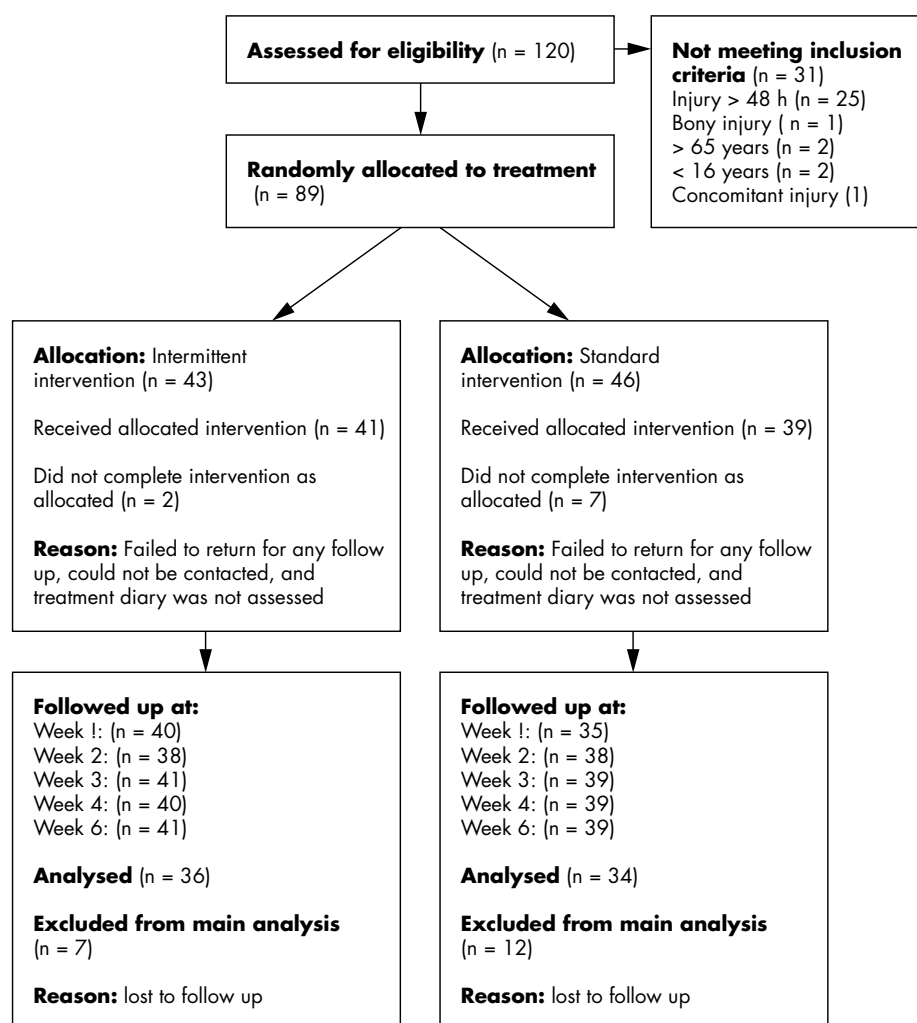 Assessed for eligibility (n = 120)
Not meeting inclusion
criteria (n = 31)
Injury > 48 h (n = 25)
Bony injury ( n = 1)
> 65 years (n = 2)
< 16 years (n = 2)
Concomitant injury (1)
Randomly allocated to treatment
(n = 89)
Allocation: Intermittent
intervention (n = 43)
Received allocated intervention (n = 41)
Did not complete intervention as
allocated (n = 2)
Reason: Failed to return for any follow
up, could not be contacted, and
treatment diary was not assessed
Allocation: Standard
intervention (n = 46)
Received allocated intervention (n = 39)
Did not complete intervention as
allocated (n = 7)
Reason: Failed to return for any follow
up, could not be contacted, and
treatment diary was not assessed
Followed up at:
Week !: (n = 40)
Week 2: (n = 38)
Week 3: (n = 41)
Week 4: (n = 40)
Week 6: (n = 41)
Analysed (n = 36)
Excluded from main analysis
(n = 7)
Reason: lost to follow up
Followed up at:
Week !: (n = 35)
Week 2: (n = 38)
Week 3: (n = 39)
Week 4: (n = 39)
Week 6: (n = 39)
Analysed (n = 34)
Excluded from main analysis
(n = 12)
Reason: lost to follow up